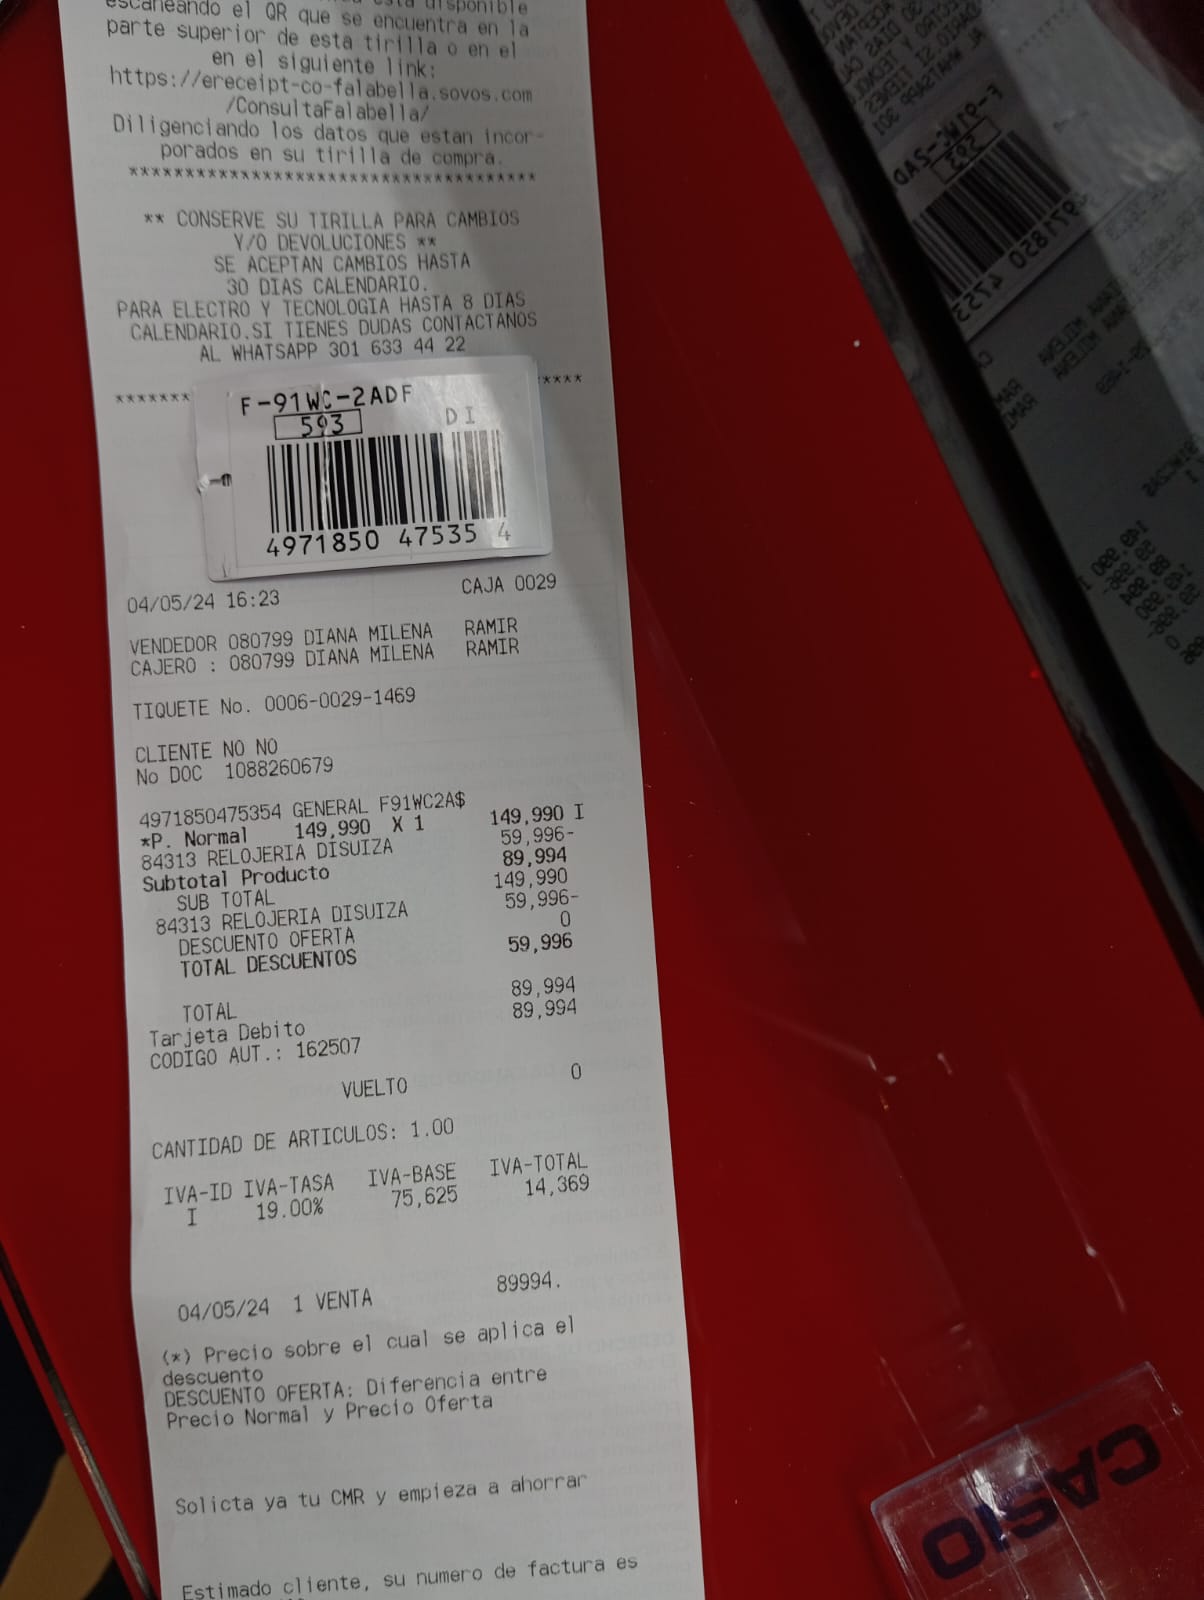 escaneando el QR que se encuentra en la
parte superior de esta tirilla o en el
en el siguiente link:
https://ereceipt-co-falabella.sovos.com
/ConsultaFalabella/
Diligenciando los datos que estan incor-
porados en su tirilla de compra.
*************************************
** CONSERVE SU TIRILLA PARA CAMBIOS
Y/O DEVOLUCIONES **
SE ACEPTAN CAMBIOS HASTA
30 DIAS CALENDARIO.
PARA ELECTRO Y TECNOLOGIA HASTA 8 DIAS
CALENDARIO.SI TIENES DUDAS CONTACTANOS
AL WHATSAPP 301 633 44 22
******* ****
F-91WC-2ADF
593 DI
4971850 47535 4
04/05/24 16:23 CAJA 0029
VENDEDOR 080799 DIANA MILENA RAMIR
CAJERO : 080799 DIANA MILENA RAMIR
TIQUETE No. 0006-0029-1469
CLIENTE NO NO
No DOC 1088260679
4971850475354 GENERAL F91WC2A$
*P. Normal 149,990 X 1 149,990 I
84313 RELOJERIA DISUIZA 59,996-
Subtotal Producto 89,994
SUB TOTAL 149,990
84313 RELOJERIA DISUIZA 59,996-
DESCUENTO OFERTA 0
TOTAL DESCUENTOS 59,996
TOTAL 89,994
Tarjeta Debito 89,994
CODIGO AUT.: 162507
VUELTO 0
CANTIDAD DE ARTICULOS: 1.00
IVA-ID IVA-TASA IVA-BASE IVA-TOTAL
I 19.00% 75,625 14,369
04/05/24 1 VENTA 89994.
(*) Precio sobre el cual se aplica el
descuento
DESCUENTO OFERTA: Diferencia entre
Precio Normal y Precio Oferta
Solicta ya tu CMR y empieza a ahorrar
Estimado cliente, su numero de factura es
CASIO